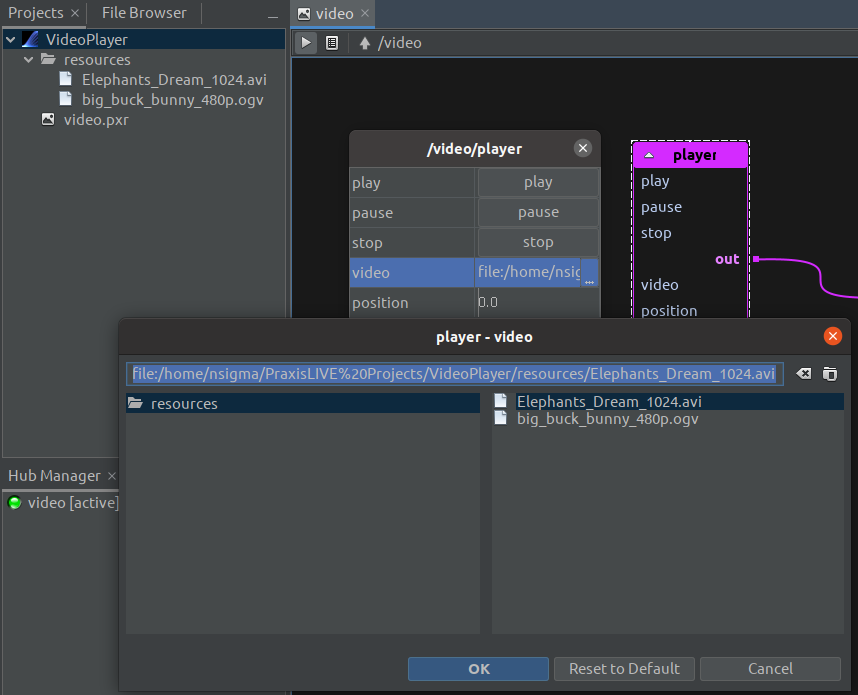 Projects
File Browser
VideoPlayer
resources
Elephants_Dream_1024.avi
big_buck_bunny_480p.ogv
video.pxr
Hub Manager
video [active]
video
/video
/video/player
play play
pause pause
stop stop
video file:/home/nsig ...
position 0.0
player
play
pause
stop
out
video
position
player - video
file:/home/nsigma/PraxisLIVE%20Projects/VideoPlayer/resources/Elephants_Dream_1024.avi
resources
Elephants_Dream_1024.avi
big_buck_bunny_480p.ogv
OK
Reset to Default
Cancel